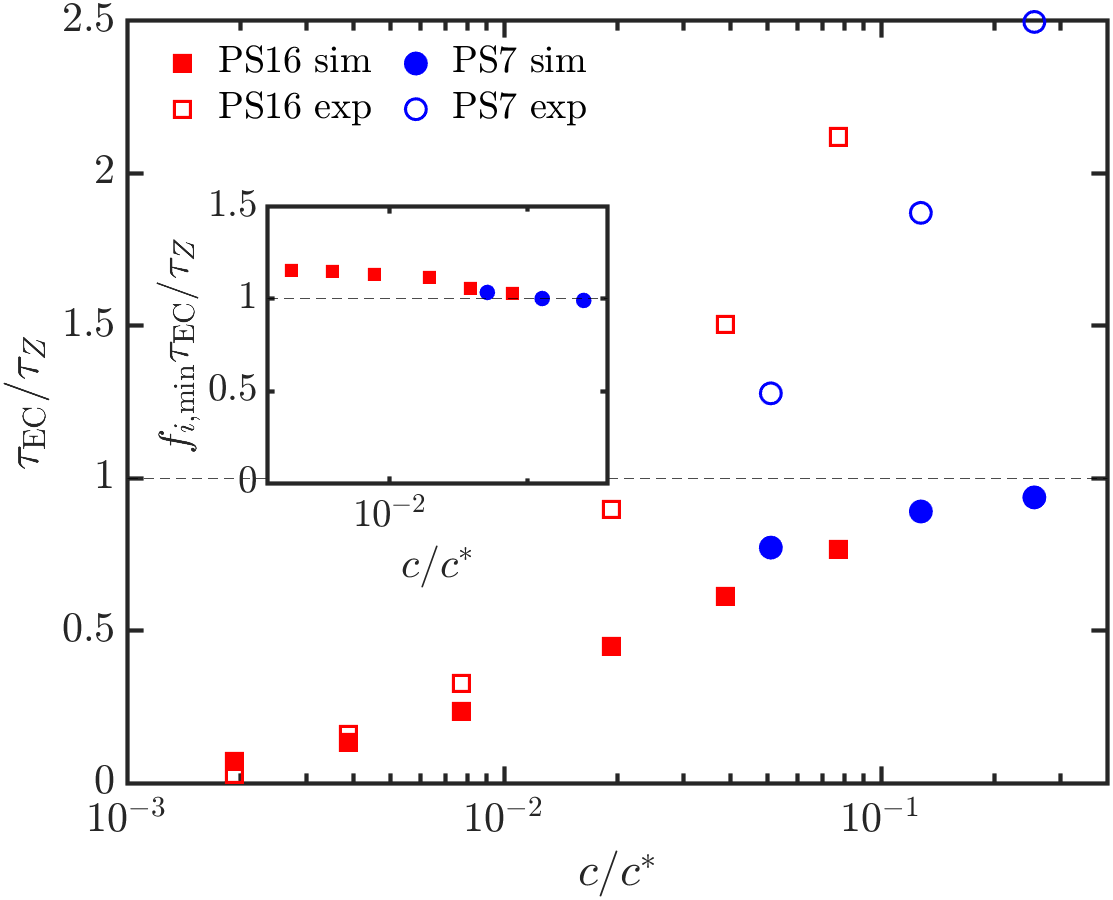 2.5
PS16 sim PS7 sim
PS16 exp PS7 exp
2
1.5
1
0.5
0
τ_EC/τ_Z
1.5
1
0.5
0
f_{i,min}τ_EC/τ_Z
10^{-2}
c/c*
10^{-3} 10^{-2} 10^{-1}
c/c*